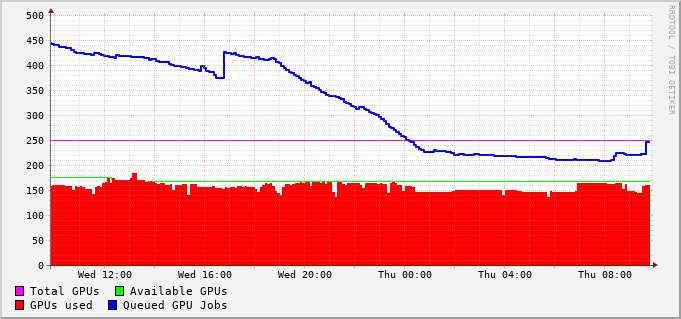 500
450
400
350
300
250
200
150
100
50
0
Wed 12:00 Wed 16:00 Wed 20:00 Thu 00:00 Thu 04:00 Thu 08:00
Total GPUs Available GPUs
GPUs used Queued GPU Jobs
RRDTOOL / TOBI OETIKER